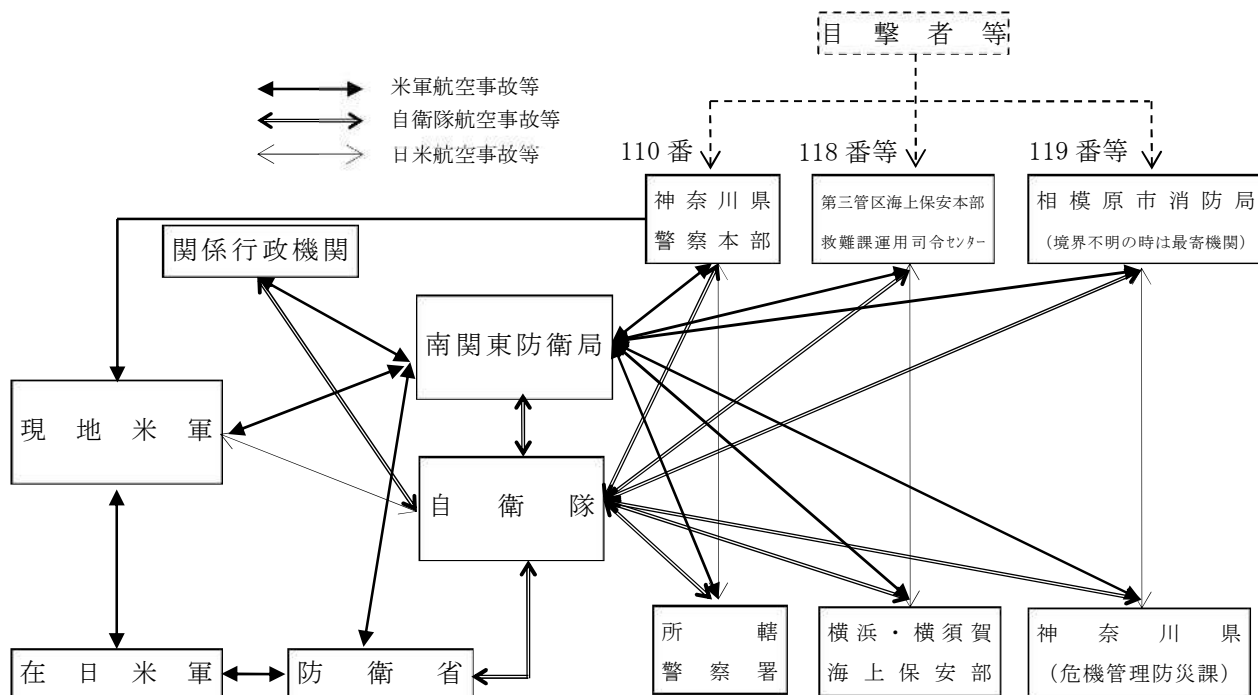 目撃者等
米軍航空事故等
自衛隊航空事故等
日米航空事故等
110番
118番等
119番等
神奈川県
警察本部
第三管区海上保安本部
救難課運用司令ｾﾝﾀｰ
相模原市消防局
（境界不明の時は最寄機関）
関係行政機関
南関東防衛局
現地米軍
自衛隊
所轄
警察署
横浜・横須賀
海上保安部
神奈川県
（危機管理防災課）
在日米軍
防衛省